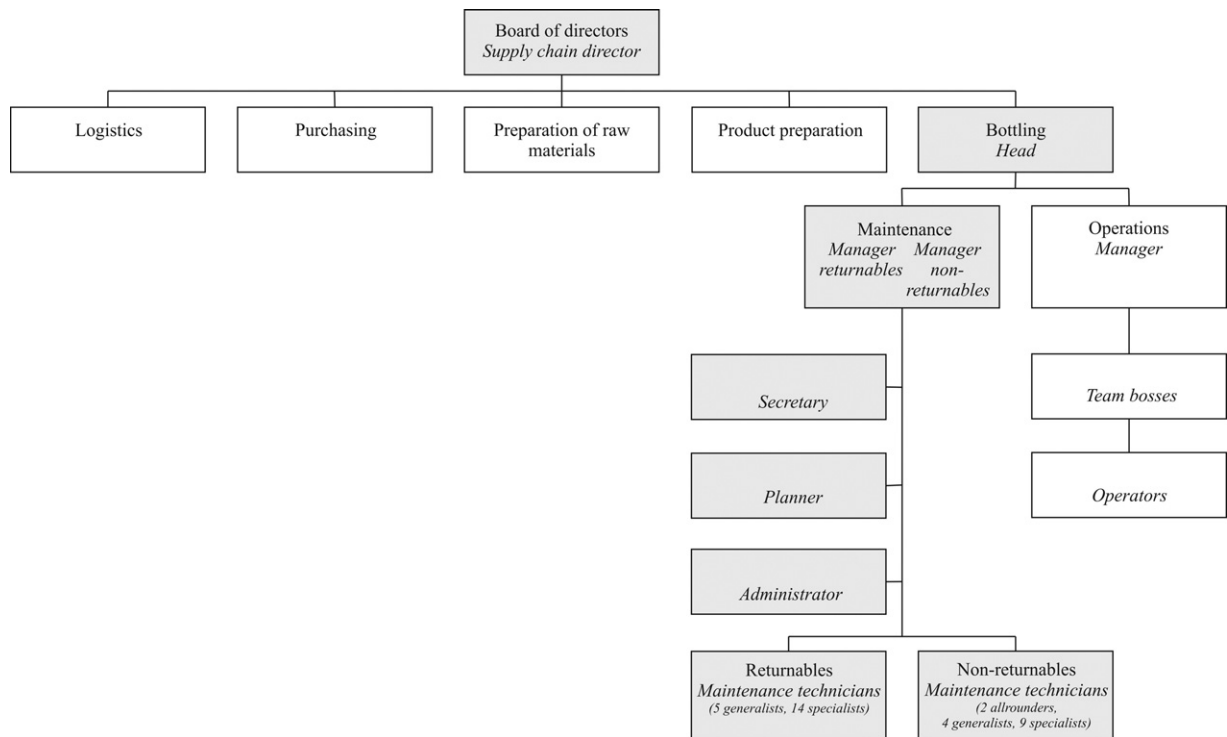 Board of directors
Supply chain director
Logistics
Purchasing
Preparation of raw
materials
Product preparation
Bottling
Head
Maintenance
Manager
returnables
Manager
non-
returnables
Operations
Manager
Secretary
Team bosses
Planner
Operators
Administrator
Returnables
Maintenance technicians
(5 generalists, 14 specialists)
Non-returnables
Maintenance technicians
(2 allrounders,
4 generalists, 9 specialists)